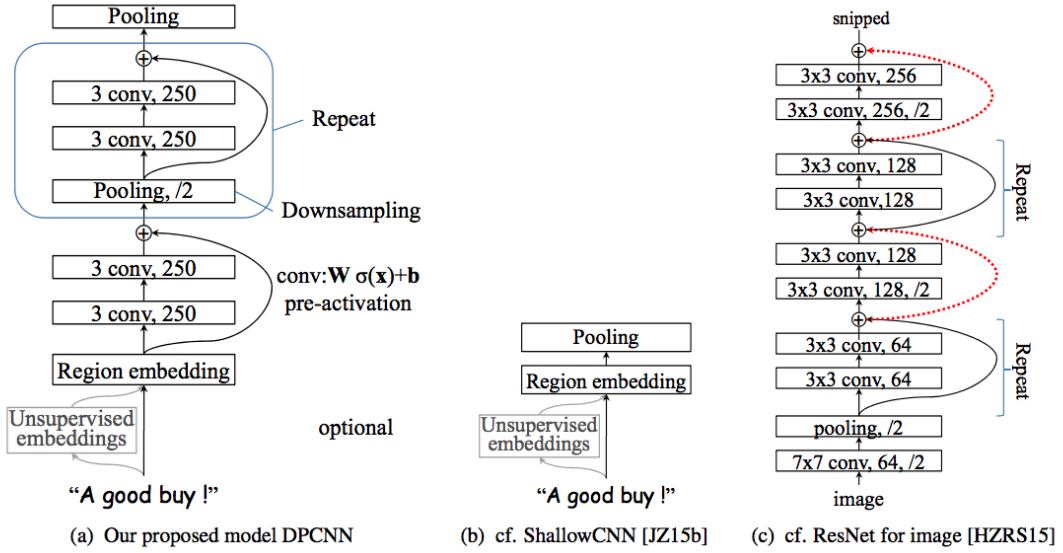 Pooling
3 conv, 250
3 conv, 250
Repeat
Pooling, /2
Downsampling
3 conv, 250
3 conv, 250
conv:W σ(x)+b
pre-activation
Region embedding
Unsupervised
embeddings
optional
“A good buy !”
(a) Our proposed model DPCNN
Pooling
Region embedding
Unsupervised
embeddings
“A good buy !”
(b) cf. ShallowCNN [JZ15b]
snipped
3x3 conv, 256
3x3 conv, 256, /2
3x3 conv, 128
3x3 conv,128
Repeat
3x3 conv, 128
3x3 conv, 128, /2
3x3 conv, 64
3x3 conv, 64
Repeat
pooling, /2
7x7 conv, 64, /2
image
(c) cf. ResNet for image [HZRS15]